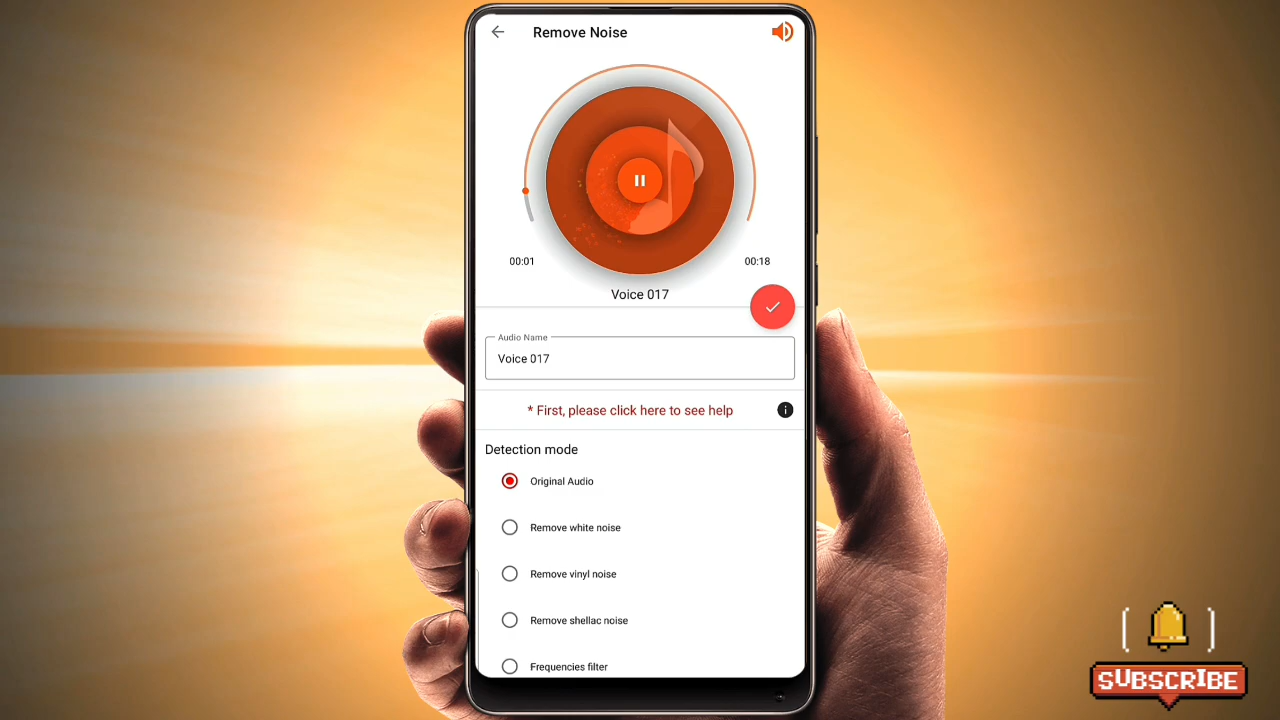 Remove Noise
00:01
00:18
Voice 017
Audio Name
Voice 017
* First, please click here to see help
Detection mode
Original Audio
Remove white noise
Remove vinyl noise
Remove shellac noise
Frequencies filter
SUBSCRIBE